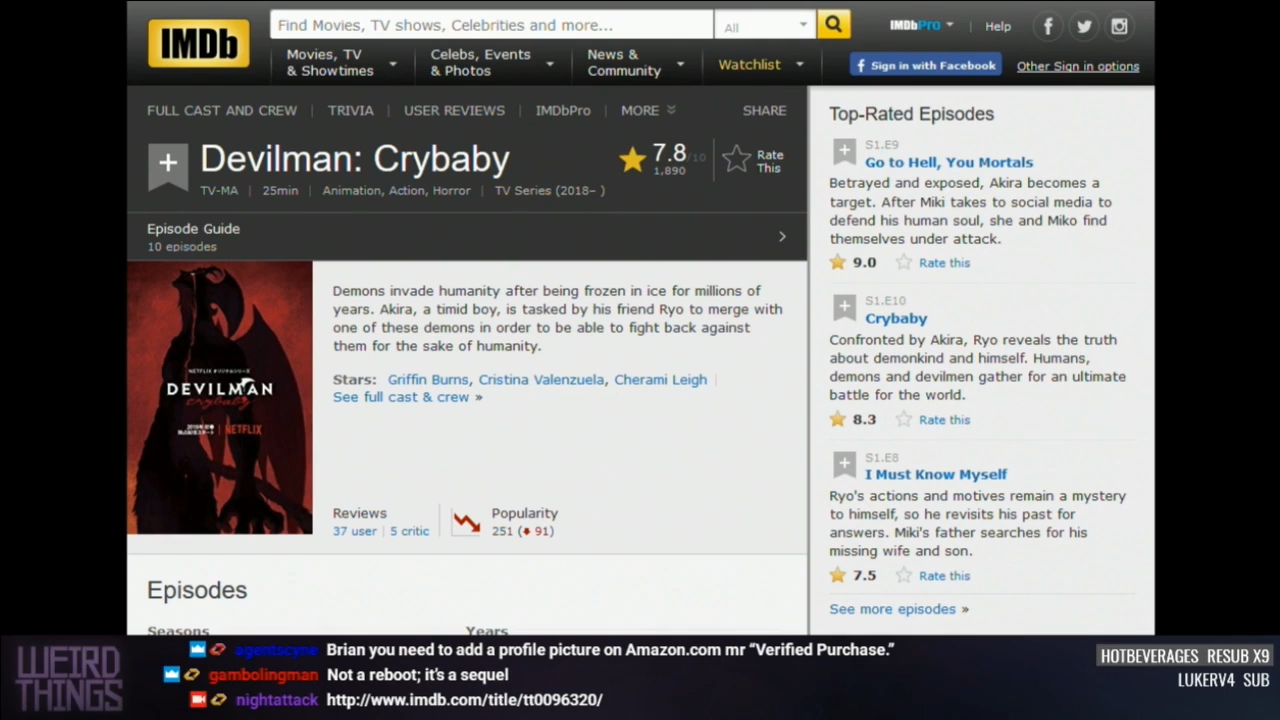 IMDb
Find Movies, TV shows, Celebrities and more...
All
IMDbPro
Help
Movies, TV
& Showtimes
Celebs, Events
& Photos
News &
Community
Watchlist
Sign in with Facebook
Other Sign in options
FULL CAST AND CREW
TRIVIA
USER REVIEWS
IMDbPro
MORE
SHARE
Devilman: Crybaby
7.8/10
1,890
Rate
This
TV-MA | 25min | Animation, Action, Horror | TV Series (2018– )
Episode Guide
10 episodes
DEVILMAN
crybaby
NETFLIX
Demons invade humanity after being frozen in ice for millions of
years. Akira, a timid boy, is tasked by his friend Ryo to merge with
one of these demons in order to be able to fight back against
them for the sake of humanity.
Stars: Griffin Burns, Cristina Valenzuela, Cherami Leigh |
See full cast & crew »
Reviews
37 user | 5 critic
Popularity
251 (91)
Episodes
Seasons
Years
Top-Rated Episodes
S1.E9
Go to Hell, You Mortals
Betrayed and exposed, Akira becomes a
target. After Miki takes to social media to
defend his human soul, she and Miko find
themselves under attack.
9.0 Rate this
S1.E10
Crybaby
Confronted by Akira, Ryo reveals the truth
about demonkind and himself. Humans,
demons and devilmen gather for an ultimate
battle for the world.
8.3 Rate this
S1.E8
I Must Know Myself
Ryo's actions and motives remain a mystery
to himself, so he revisits his past for
answers. Miki's father searches for his
missing wife and son.
7.5 Rate this
See more episodes »
WEIRD
THINGS
agentscyne Brian you need to add a profile picture on Amazon.com mr “Verified Purchase.”
gambolingman Not a reboot; it's a sequel
nightattack http://www.imdb.com/title/tt0096320/
HOTBEVERAGES RESUB X9
LUKERV4 SUB